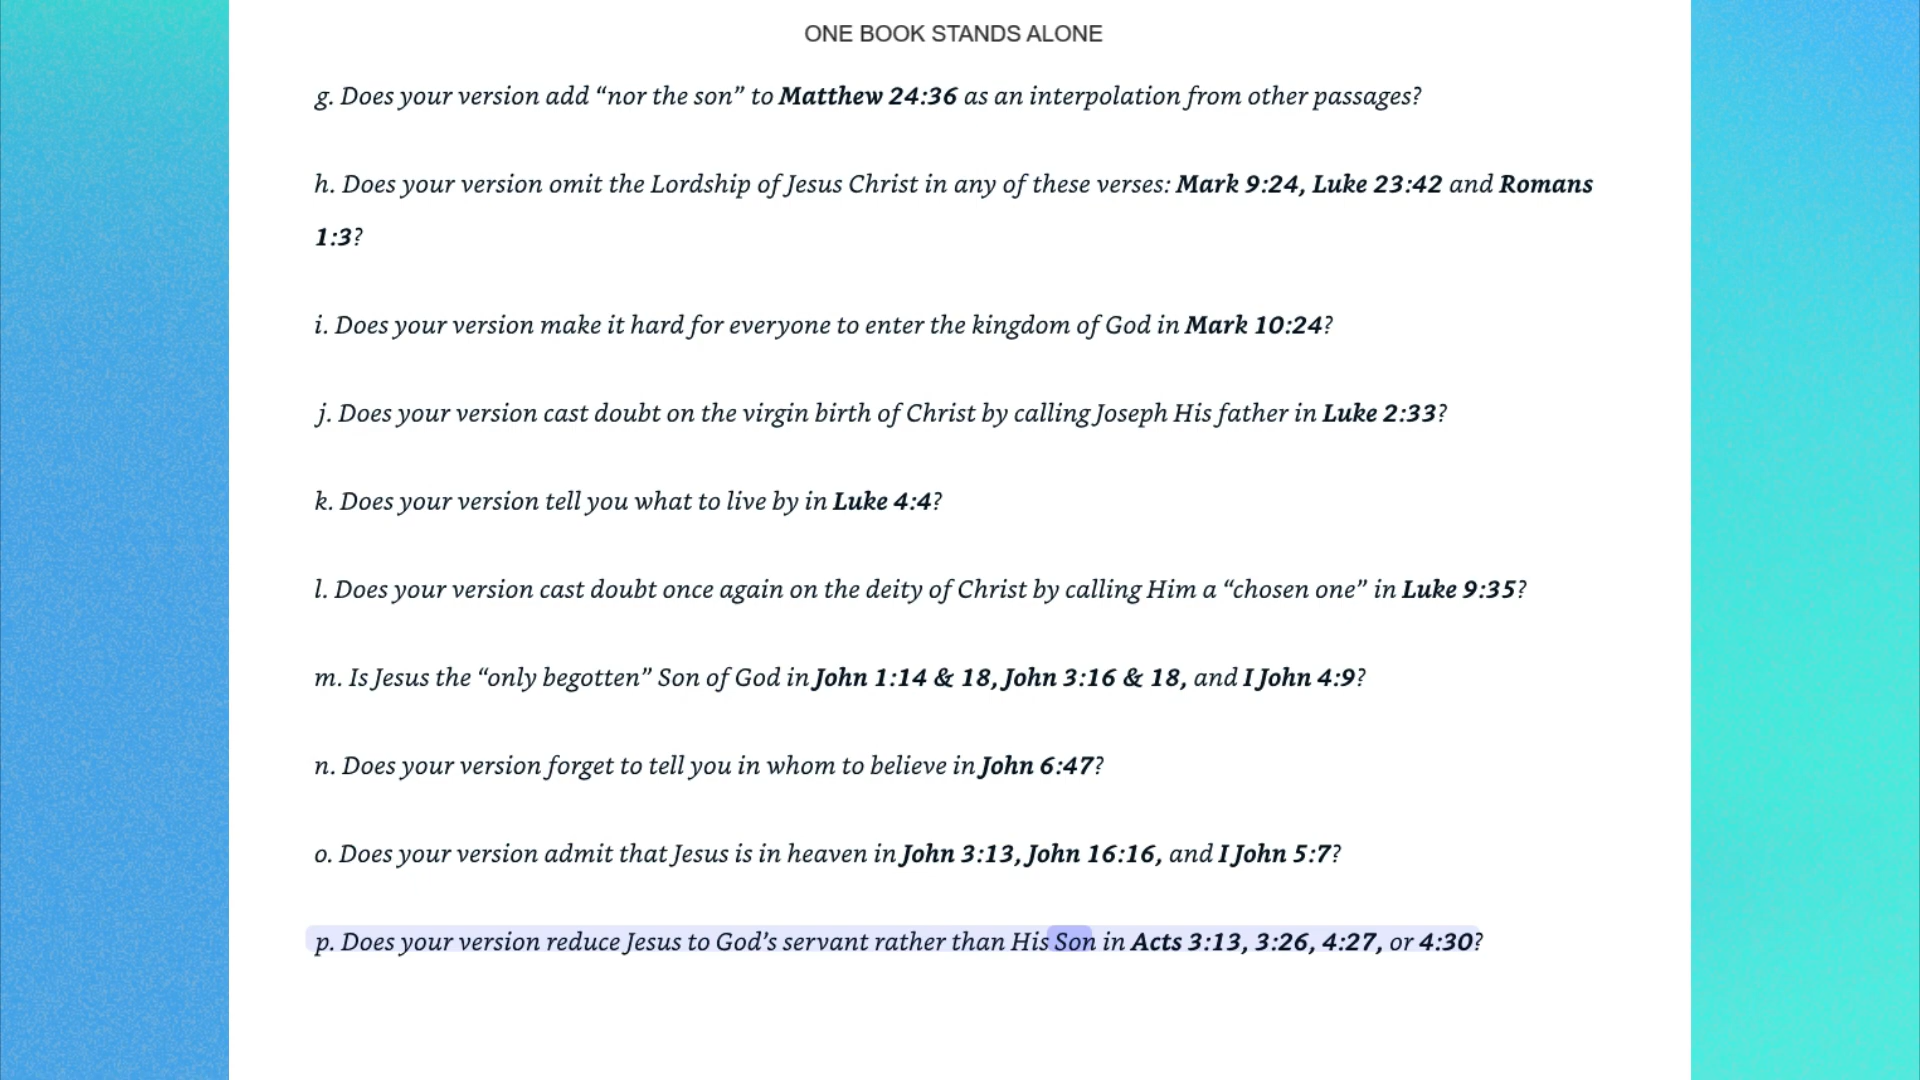 ONE BOOK STANDS ALONE
g. Does your version add “nor the son” to Matthew 24:36 as an interpolation from other passages?
h. Does your version omit the Lordship of Jesus Christ in any of these verses: Mark 9:24, Luke 23:42 and Romans
1:3?
i. Does your version make it hard for everyone to enter the kingdom of God in Mark 10:24?
j. Does your version cast doubt on the virgin birth of Christ by calling Joseph His father in Luke 2:33?
k. Does your version tell you what to live by in Luke 4:4?
l. Does your version cast doubt once again on the deity of Christ by calling Him a “chosen one” in Luke 9:35?
m. Is Jesus the “only begotten” Son of God in John 1:14 & 18, John 3:16 & 18, and I John 4:9?
n. Does your version forget to tell you in whom to believe in John 6:47?
o. Does your version admit that Jesus is in heaven in John 3:13, John 16:16, and I John 5:7?
p. Does your version reduce Jesus to God’s servant rather than His Son in Acts 3:13, 3:26, 4:27, or 4:30?